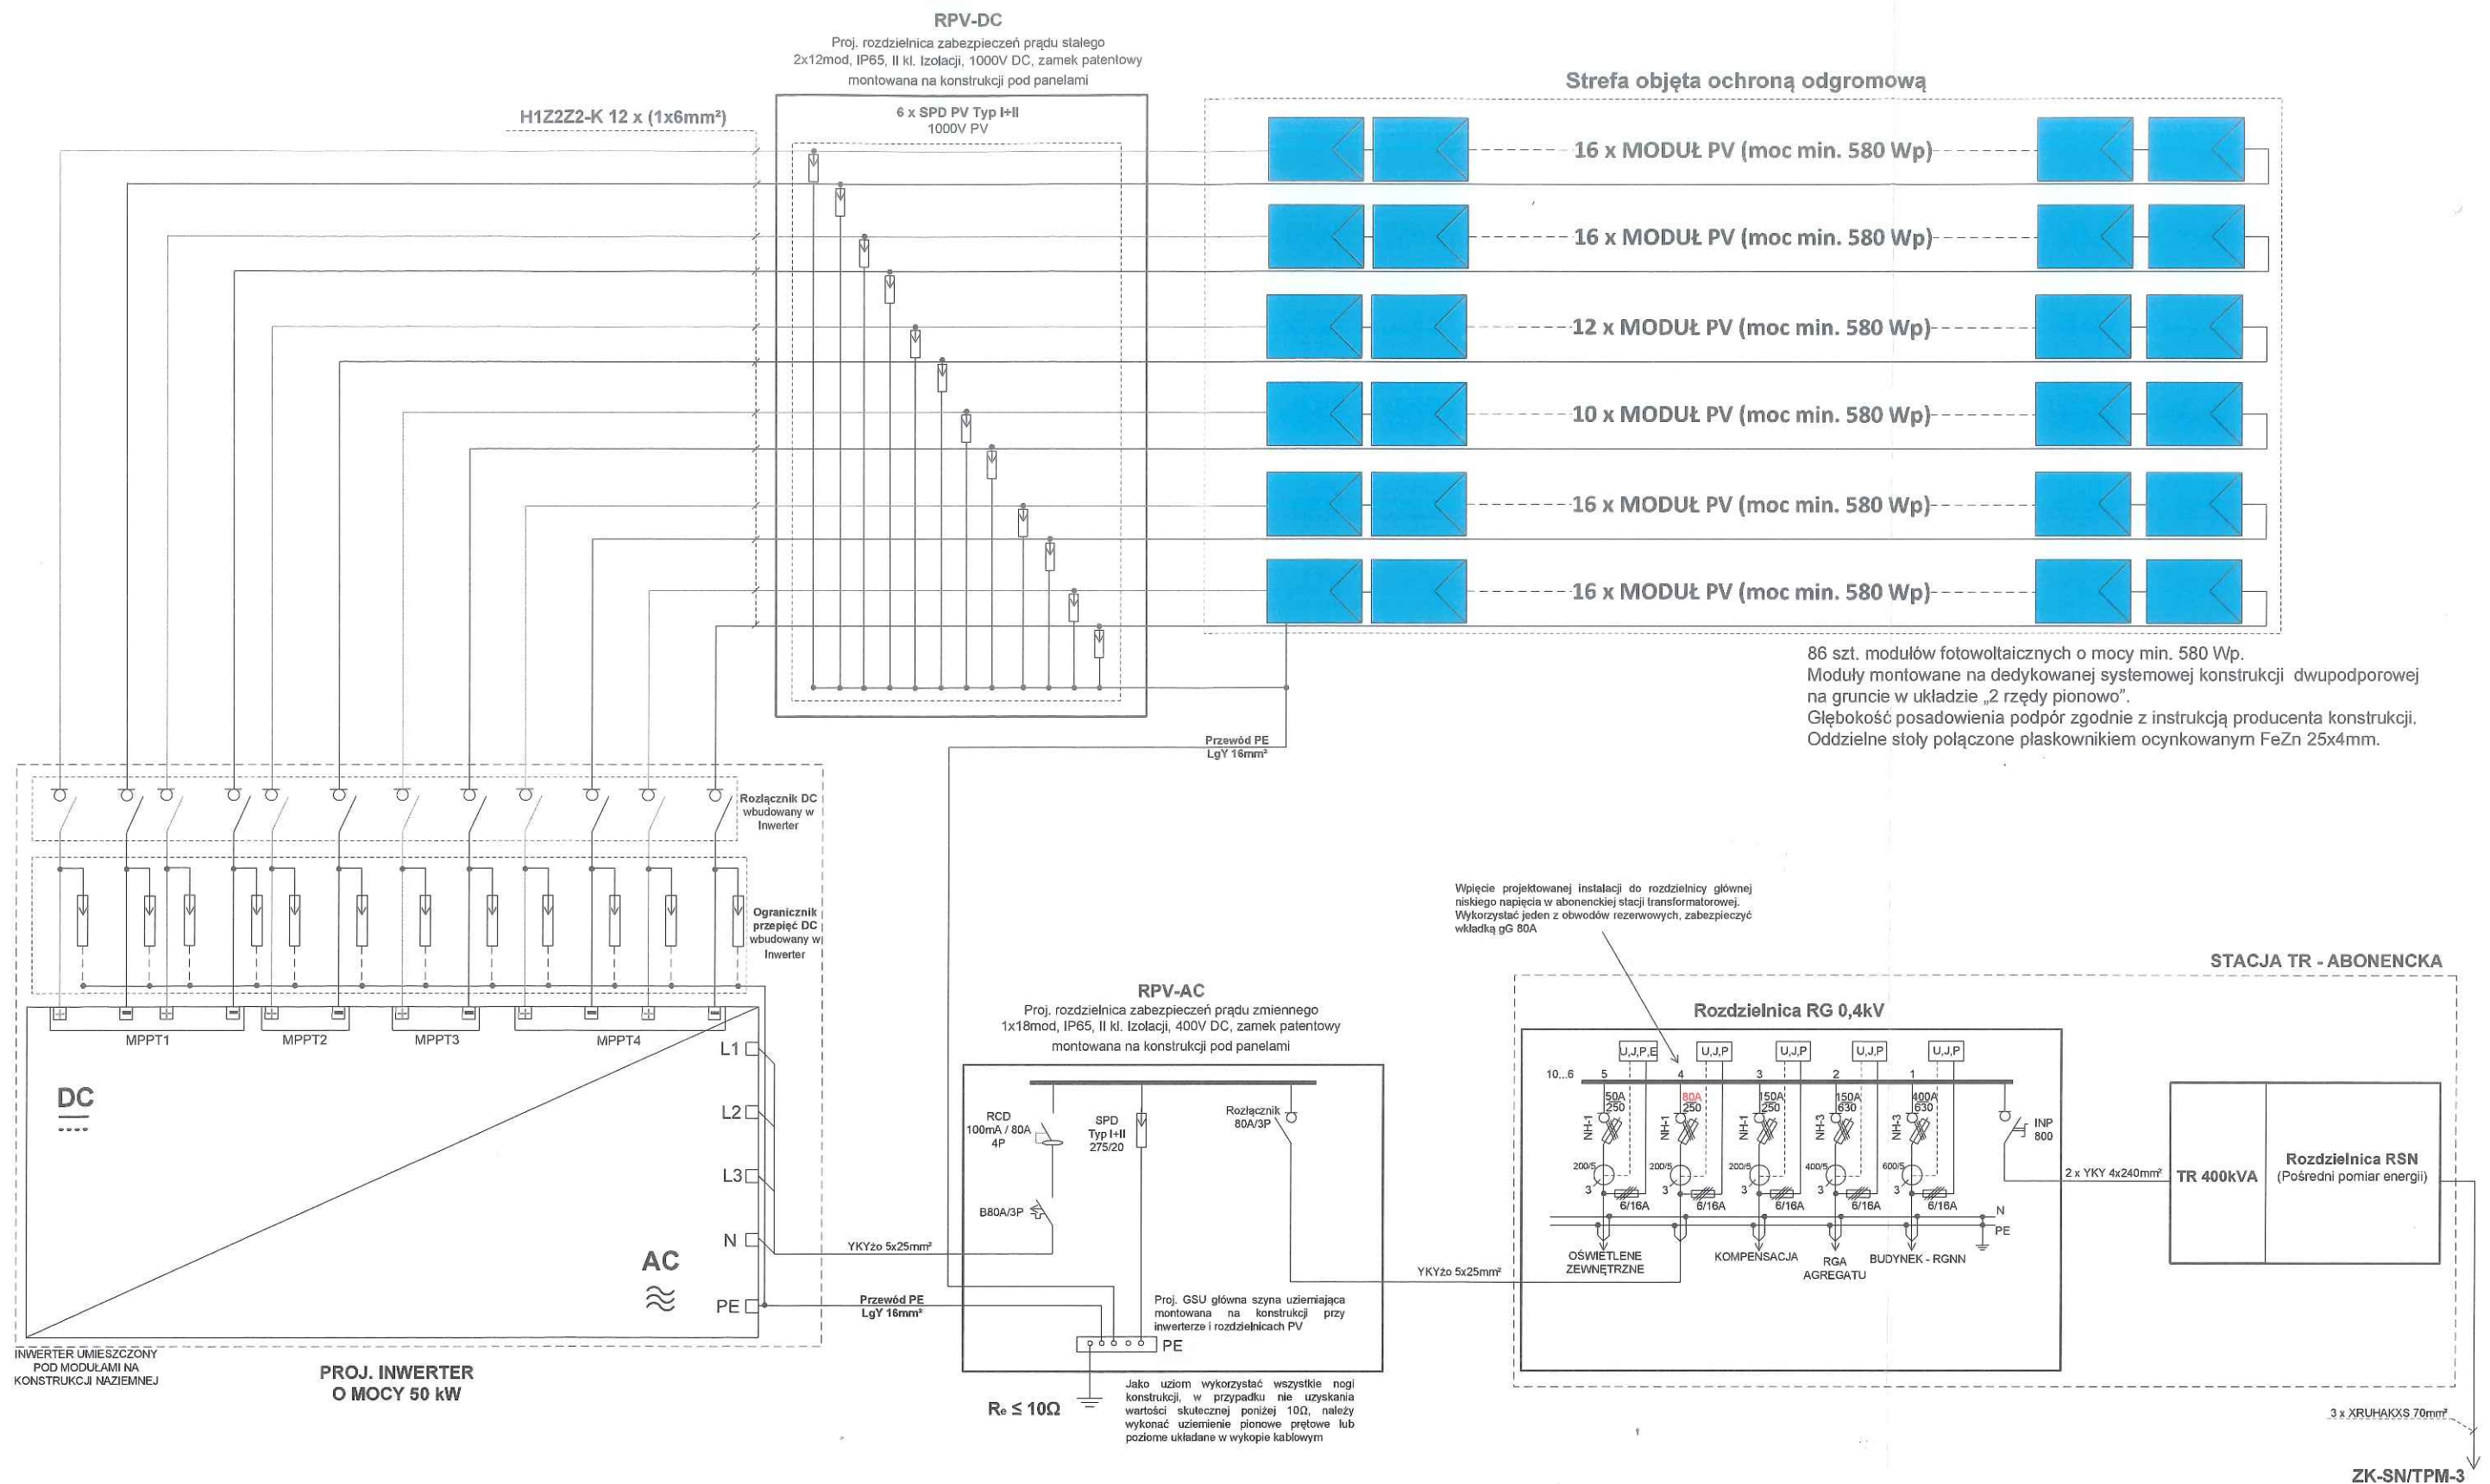 RPV-DC
Proj. rozdzielnica zabezpieczeń prądu stałego
2x12mod, IP65, II kl. Izolacji, 1000V DC, zamek patentowy
montowana na konstrukcji pod panelami
H1Z2Z2-K 12 x (1x6mm²)
6 x SPD PV Typ I+II
1000V PV
Strefa objęta ochroną odgromową
16 x MODUŁ PV (moc min. 580 Wp)
16 x MODUŁ PV (moc min. 580 Wp)
12 x MODUŁ PV (moc min. 580 Wp)
10 x MODUŁ PV (moc min. 580 Wp)
16 x MODUŁ PV (moc min. 580 Wp)
16 x MODUŁ PV (moc min. 580 Wp)
86 szt. modułów fotowoltaicznych o mocy min. 580 Wp.
Moduły montowane na dedykowanej systemowej konstrukcji dwupodporowej
na gruncie w układzie „2 rzędy pionowo”.
Głębokość posadowienia podpór zgodnie z instrukcją producenta konstrukcji.
Oddzielne stoły połączone płaskownikiem ocynkowanym FeZn 25x4mm.
Przewód PE
LgY 16mm²
Rozłącznik DC
wbudowany w
Inwerter
Ogranicznik
przepięć DC
wbudowany w
Inwerter
MPPT1
MPPT2
MPPT3
MPPT4
DC
AC
L1
L2
L3
N
PE
INWERTER UMIESZCZONY
POD MODUŁAMI NA
KONSTRUKCJI NAZIEMNEJ
PROJ. INWERTER
O MOCY 50 kW
YKYżo 5x25mm²
Przewód PE
LgY 16mm²
RPV-AC
Proj. rozdzielnica zabezpieczeń prądu zmiennego
1x18mod, IP65, II kl. Izolacji, 400V DC, zamek patentowy
montowana na konstrukcji pod panelami
RCD
100mA / 80A
4P
SPD
Typ I+II
275/20
Rozłącznik
80A/3P
B80A/3P
Proj. GSU główna szyna uziemiająca
montowana na konstrukcji przy
inwerterze i rozdzielnicach PV
PE
Re ≤ 10Ω
Jako uziom wykorzystać wszystkie nogi
konstrukcji, w przypadku nie uzyskania
wartości skutecznej poniżej 10Ω, należy
wykonać uziemienie pionowe prętowe lub
poziome układane w wykopie kablowym
YKYżo 5x25mm²
Wpięcie projektowanej instalacji do rozdzielnicy głównej
niskiego napięcia w abonenckiej stacji transformatorowej.
Wykorzystać jeden z obwodów rezerwowych, zabezpieczyć
wkładką gG 80A
STACJA TR - ABONENCKA
Rozdzielnica RG 0,4kV
U,J,P,E
U,J,P
U,J,P
U,J,P
U,J,P
10...6
5
4
3
2
1
50A
250
80A
250
150A
250
150A
630
400A
630
NH-1
NH-1
NH-1
NH-3
NH-3
INP
800
200/5
200/5
200/5
400/5
600/5
3
3
3
3
3
6/16A
6/16A
6/16A
6/16A
6/16A
N
PE
OŚWIETLENE
ZEWNĘTRZNE
KOMPENSACJA
RGA
AGREGATU
BUDYNEK - RGNN
2 x YKY 4x240mm²
TR 400kVA
Rozdzielnica RSN
(Pośredni pomiar energii)
3 x XRUHAKXS 70mm²
ZK-SN/TPM-3